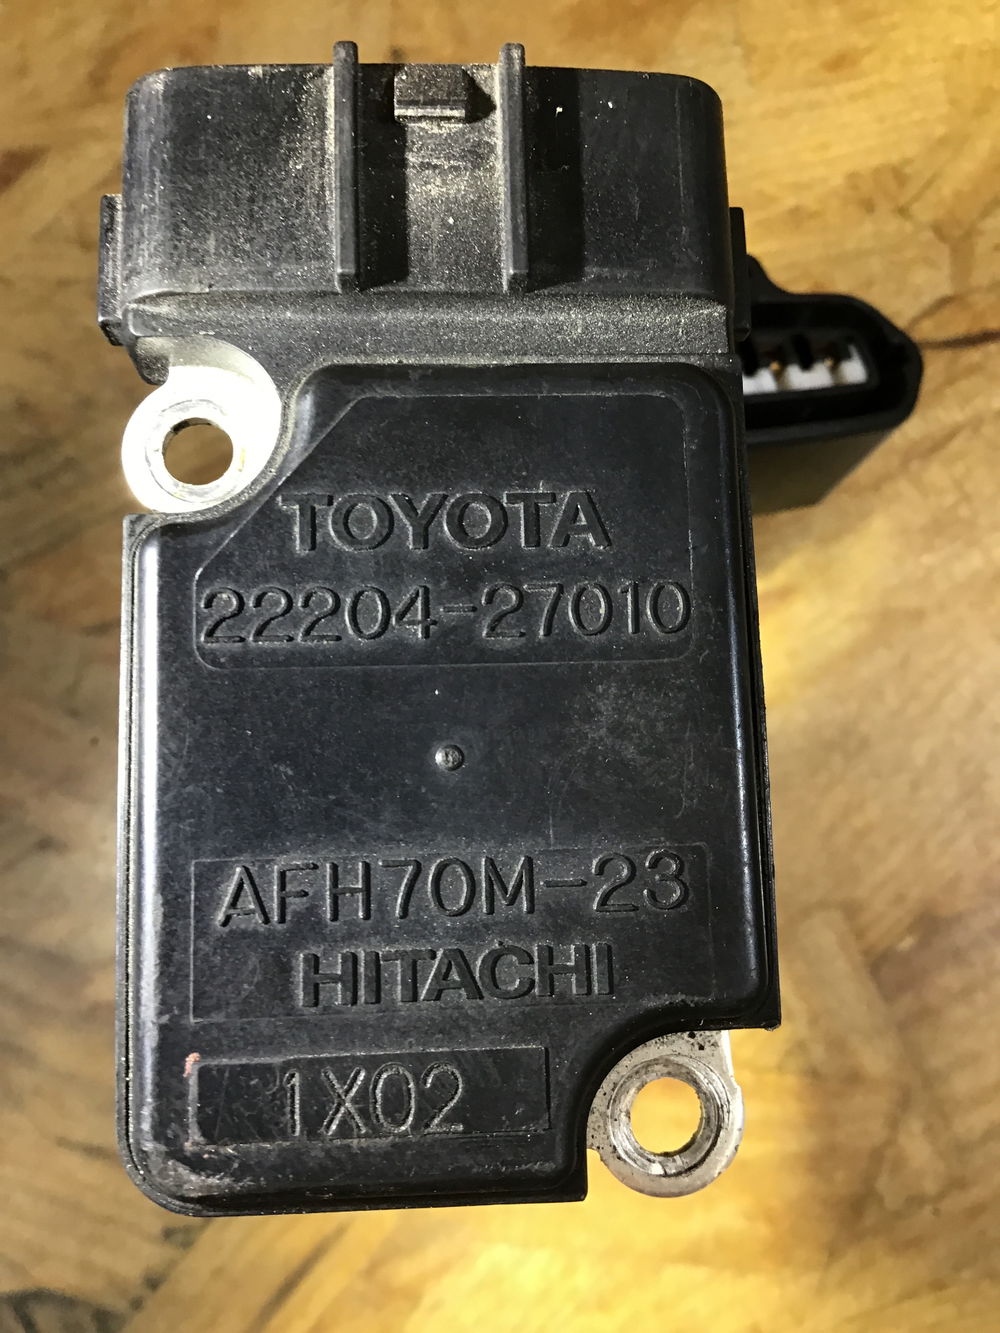 TOYOTA
22204-27010
AFH70M-23
HITACHI
1X02